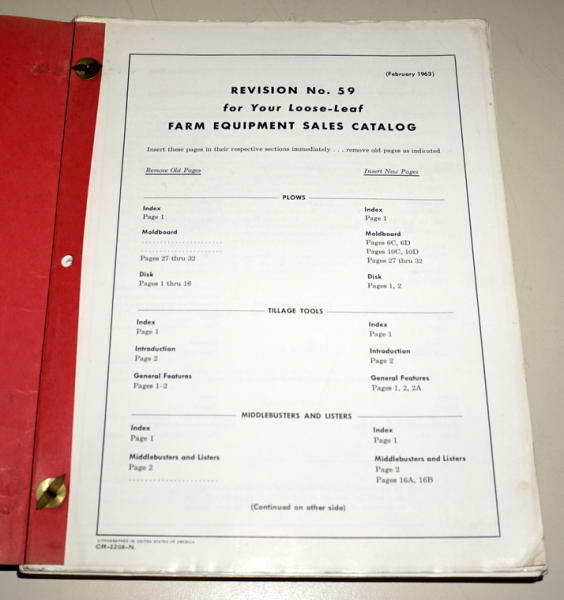 (February 1963)
REVISION No. 59
for Your Loose-Leaf
FARM EQUIPMENT SALES CATALOG
Insert these pages in their respective sections immediately . . . remove old pages as indicated
Remove Old Pages Insert New Pages
PLOWS
Index Index
Page 1 Page 1
Moldboard Moldboard
. . . . . . . . . . . . . . . . . . . . . . Pages 6C, 6D
. . . . . . . . . . . . . . . . . . . . . . Pages 10C, 10D
Pages 27 thru 32 Pages 27 thru 32
Disk Disk
Pages 1 thru 16 Pages 1, 2
TILLAGE TOOLS
Index Index
Page 1 Page 1
Introduction Introduction
Page 2 Page 2
General Features General Features
Pages 1-2 Pages 1, 2, 2A
MIDDLEBUSTERS AND LISTERS
Index Index
Page 1 Page 1
Middlebusters and Listers Middlebusters and Listers
Page 2 Page 2
. . . . . . . . . . . . . . . . . . . . . . Pages 16A, 16B
(Continued on other side)
LITHOGRAPHED IN UNITED STATES OF AMERICA
CR-2208-N.